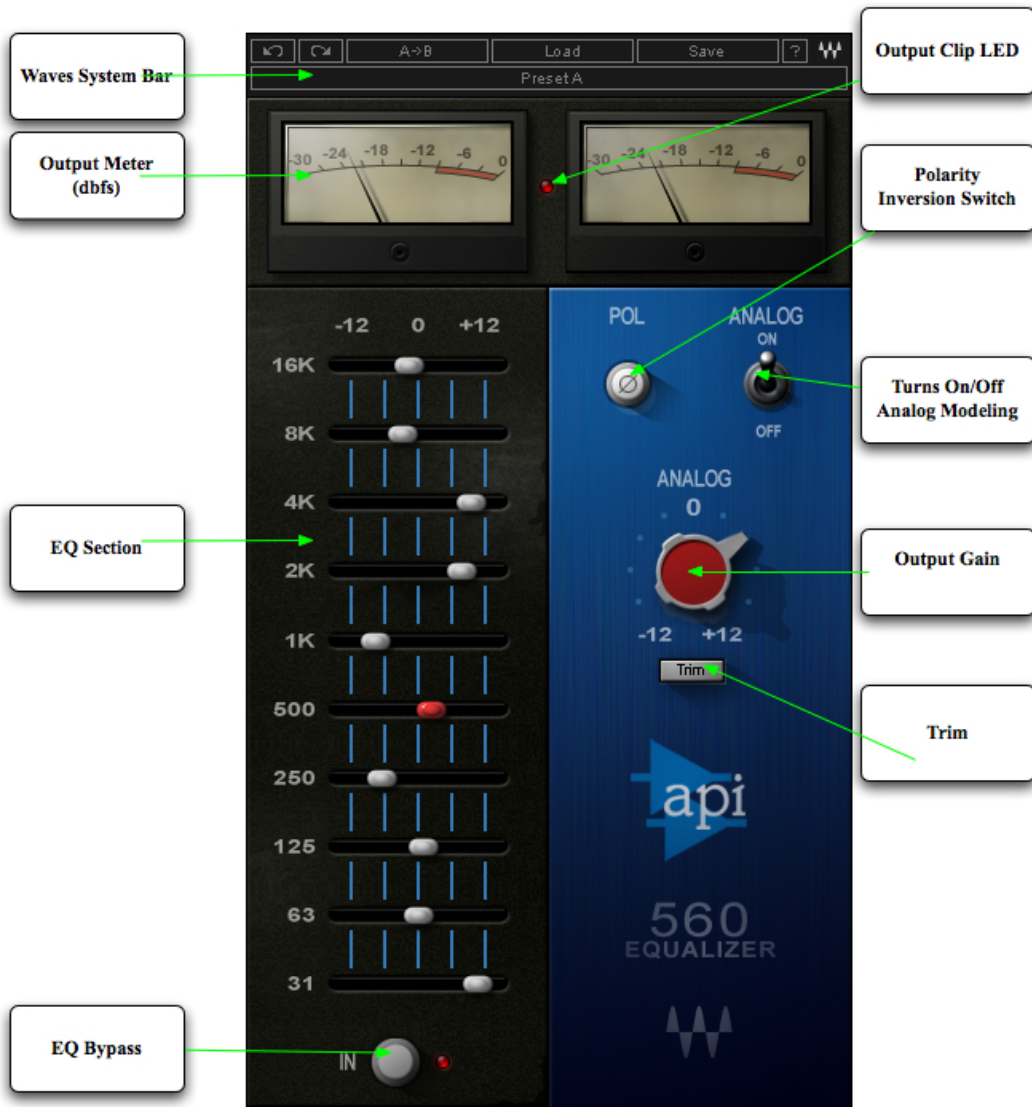 A->B
Load
Save
?
Preset A
Waves System Bar
Output Meter
(dbfs)
EQ Section
EQ Bypass
Output Clip LED
Polarity
Inversion Switch
Turns On/Off
Analog Modeling
Output Gain
Trim
-30 -24 -18 -12 -6 0
-30 -24 -18 -12 -6 0
-12 0 +12
16K
8K
4K
2K
1K
500
250
125
63
31
IN
POL
ANALOG
ON
OFF
ANALOG
0
-12 +12
Trim
api
560
EQUALIZER